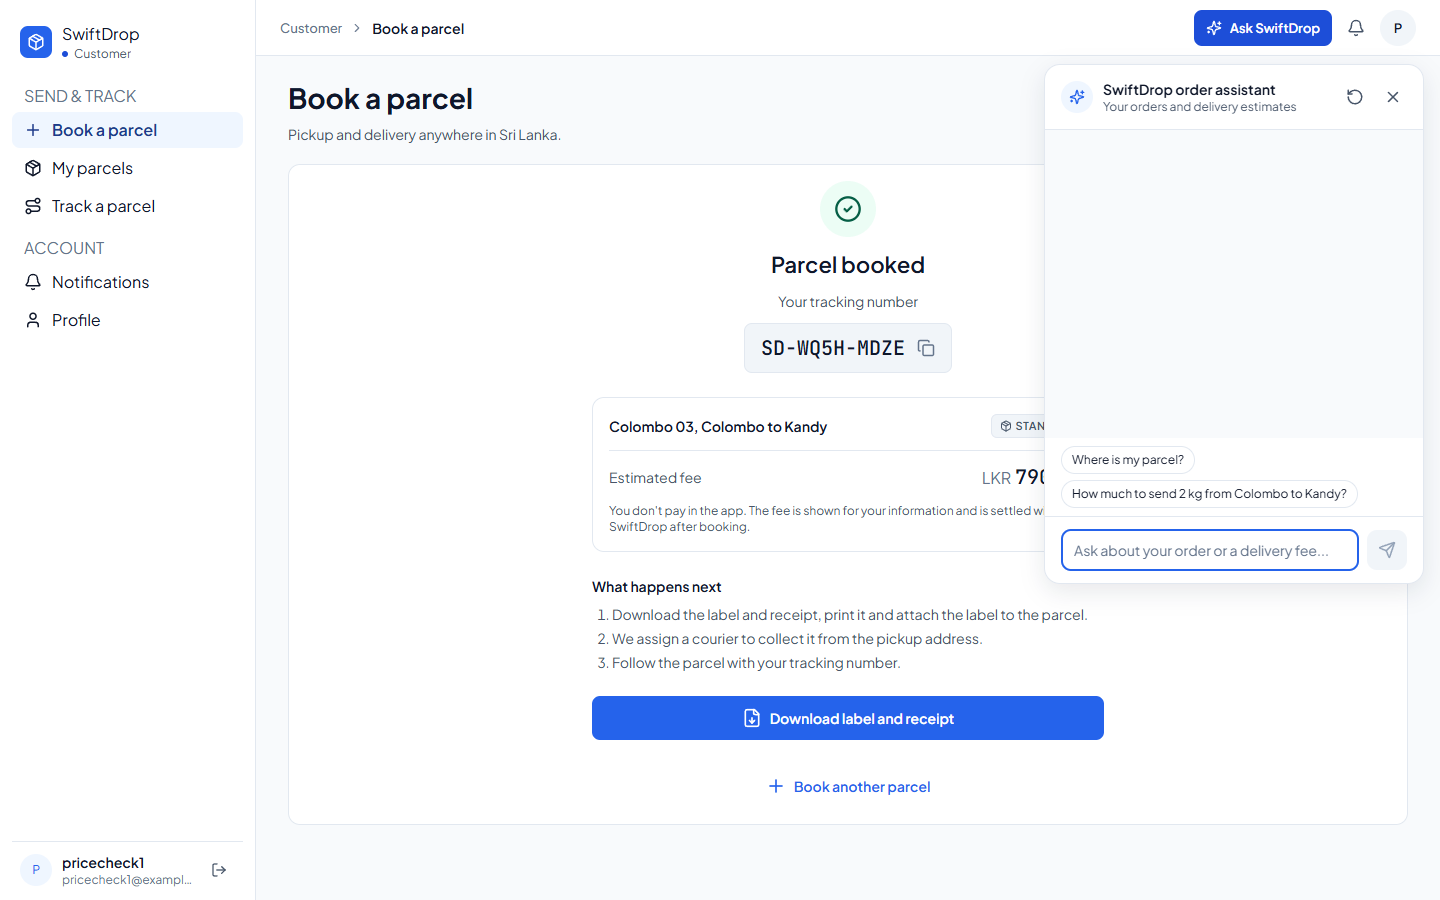 SwiftDrop
Customer
SEND & TRACK
Book a parcel
My parcels
Track a parcel
ACCOUNT
Notifications
Profile
pricecheck1
pricecheck1@exampl...
P
Customer > Book a parcel
Ask SwiftDrop
P
Book a parcel
Pickup and delivery anywhere in Sri Lanka.
Parcel booked
Your tracking number
SD-WQ5H-MDZE
Colombo 03, Colombo to Kandy
STAN
Estimated fee
LKR 790
You don't pay in the app. The fee is shown for your information and is settled w
SwiftDrop after booking.
What happens next
1. Download the label and receipt, print it and attach the label to the parcel.
2. We assign a courier to collect it from the pickup address.
3. Follow the parcel with your tracking number.
Download label and receipt
Book another parcel
SwiftDrop order assistant
Your orders and delivery estimates
Where is my parcel?
How much to send 2 kg from Colombo to Kandy?
Ask about your order or a delivery fee...